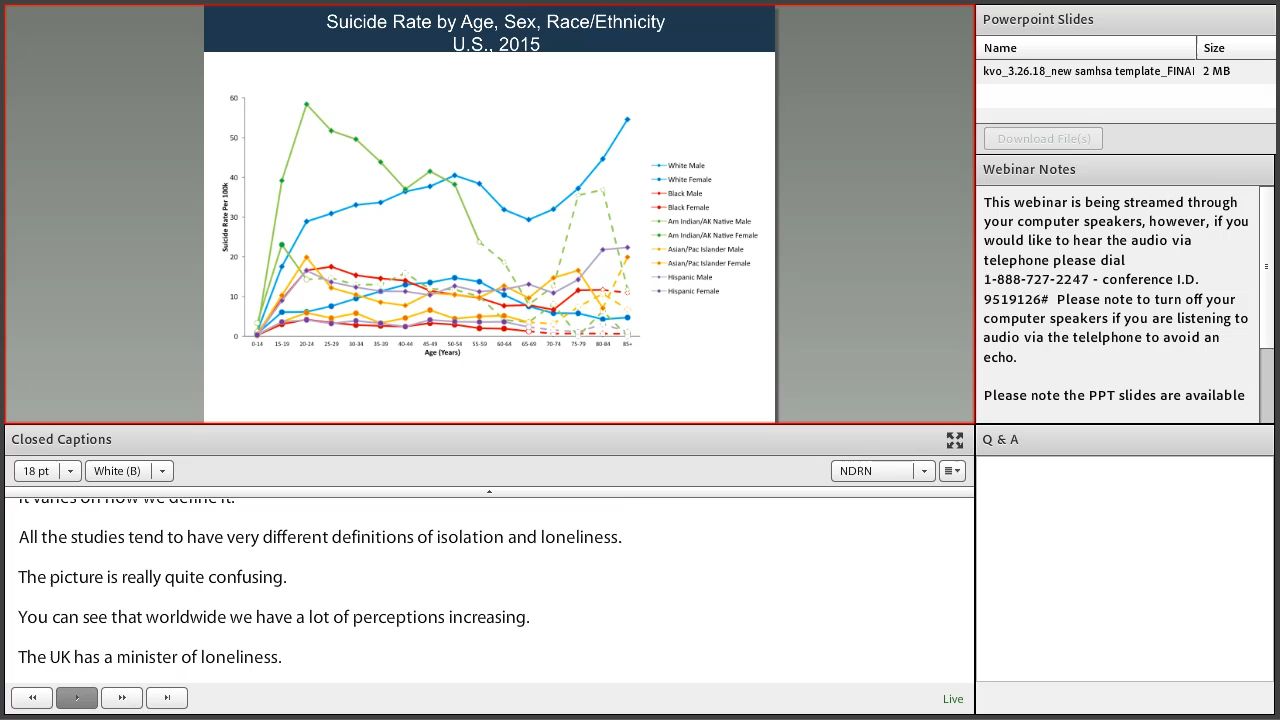 Suicide Rate by Age, Sex, Race/Ethnicity
U.S., 2015
60
50
40
30
20
10
0
Suicide Rate Per 100k
0-14 15-19 20-24 25-29 30-34 35-39 40-44 45-49 50-54 55-59 60-64 65-69 70-74 75-79 80-84 85+
Age (Years)
White Male
White Female
Black Male
Black Female
Am Indian/AK Native Male
Am Indian/AK Native Female
Asian/Pac Islander Male
Asian/Pac Islander Female
Hispanic Male
Hispanic Female
Powerpoint Slides
Name Size
kvo_3.26.18_new samhsa template_FINAI 2 MB
Download File(s)
Webinar Notes
This webinar is being streamed through
your computer speakers, however, if you
would like to hear the audio via
telephone please dial
1-888-727-2247 - conference I.D.
9519126# Please note to turn off your
computer speakers if you are listening to
audio via the telelphone to avoid an
echo.
Please note the PPT slides are available
Closed Captions
18 pt White (B) NDRN
It varies on how we define it.
All the studies tend to have very different definitions of isolation and loneliness.
The picture is really quite confusing.
You can see that worldwide we have a lot of perceptions increasing.
The UK has a minister of loneliness.
Live
Q & A